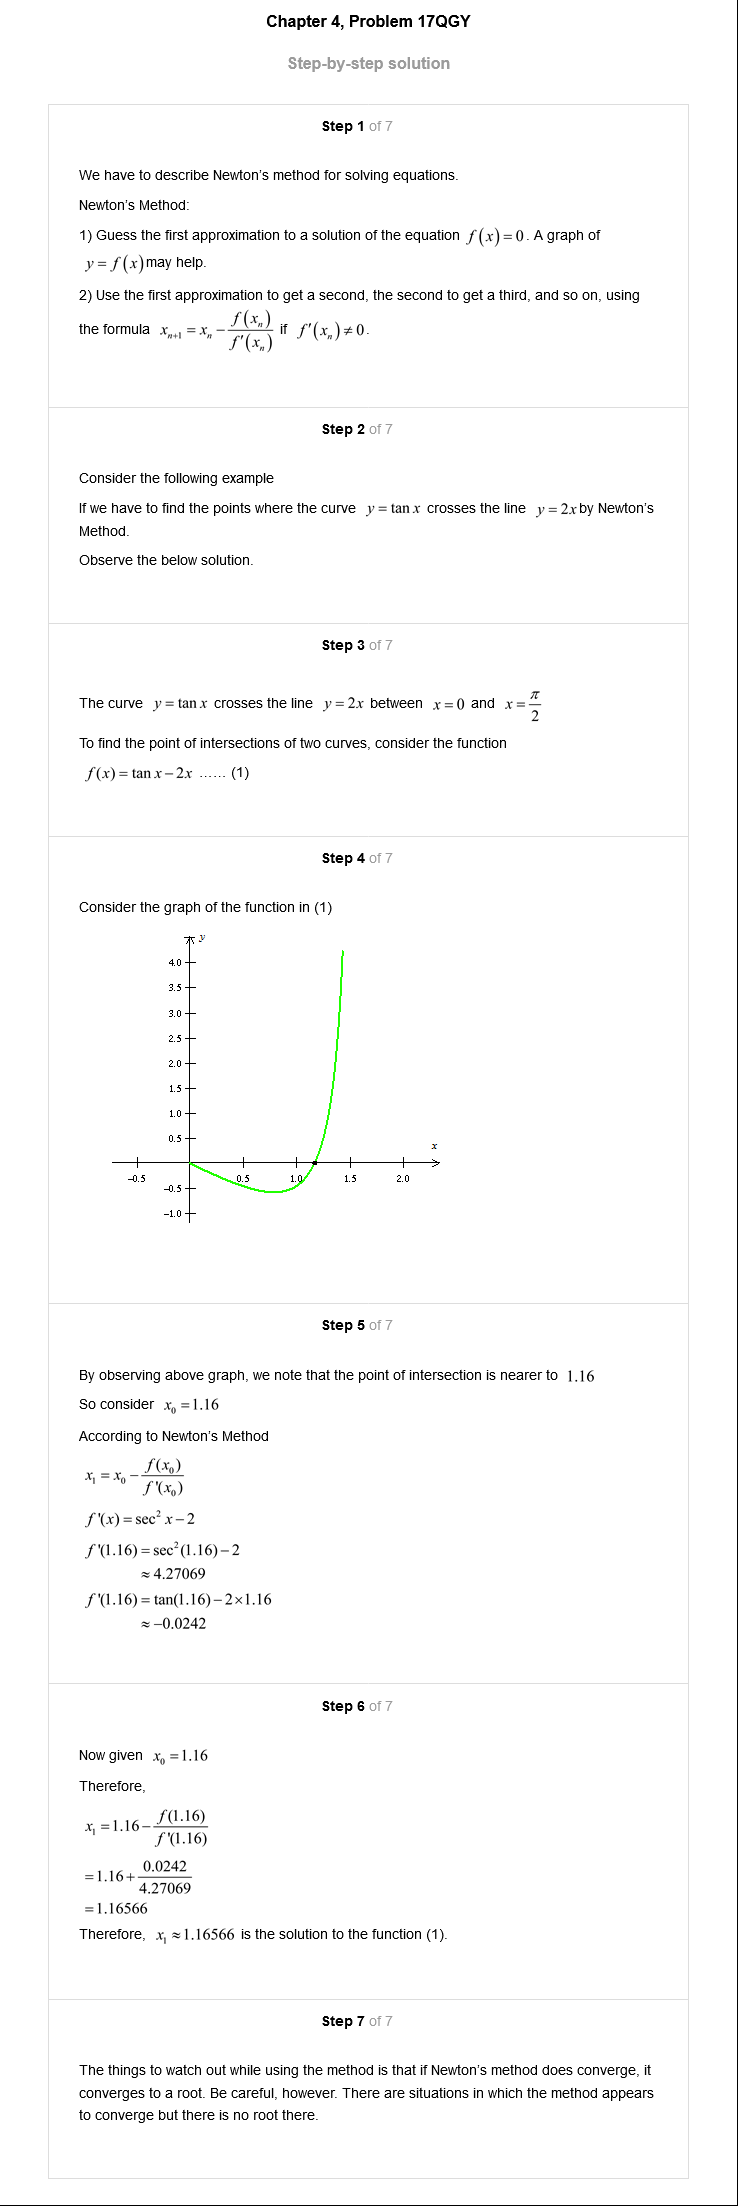 Chapter 4, Problem 17QGY
Step-by-step solution
Step 1 of 7
We have to describe Newton's method for solving equations.
Newton's Method:
1) Guess the first approximation to a solution of the equation f(x) = 0. A graph of
y = f(x) may help.
2) Use the first approximation to get a second, the second to get a third, and so on, using
the formula x_{n+1} = x_n − f(x_n)/f′(x_n) if f′(x_n) ≠ 0.
Step 2 of 7
Consider the following example
If we have to find the points where the curve y = tan x crosses the line y = 2x by Newton's
Method.
Observe the below solution.
Step 3 of 7
The curve y = tan x crosses the line y = 2x between x = 0 and x = π/2
To find the point of intersections of two curves, consider the function
f(x) = tan x − 2x …… (1)
Step 4 of 7
Consider the graph of the function in (1)
y
4.0
3.5
3.0
2.5
2.0
1.5
1.0
0.5
x
−0.5 0.5 1.0 1.5 2.0
−0.5
−1.0
Step 5 of 7
By observing above graph, we note that the point of intersection is nearer to 1.16
So consider x_0 = 1.16
According to Newton's Method
x_1 = x_0 − f(x_0)/f'(x_0)
f'(x) = sec² x − 2
f'(1.16) = sec²(1.16) − 2
≈ 4.27069
f'(1.16) = tan(1.16) − 2×1.16
≈ −0.0242
Step 6 of 7
Now given x_0 = 1.16
Therefore,
x_1 = 1.16 − f(1.16)/f'(1.16)
= 1.16 + 0.0242/4.27069
= 1.16566
Therefore, x_1 ≈ 1.16566 is the solution to the function (1).
Step 7 of 7
The things to watch out while using the method is that if Newton's method does converge, it
converges to a root. Be careful, however. There are situations in which the method appears
to converge but there is no root there.